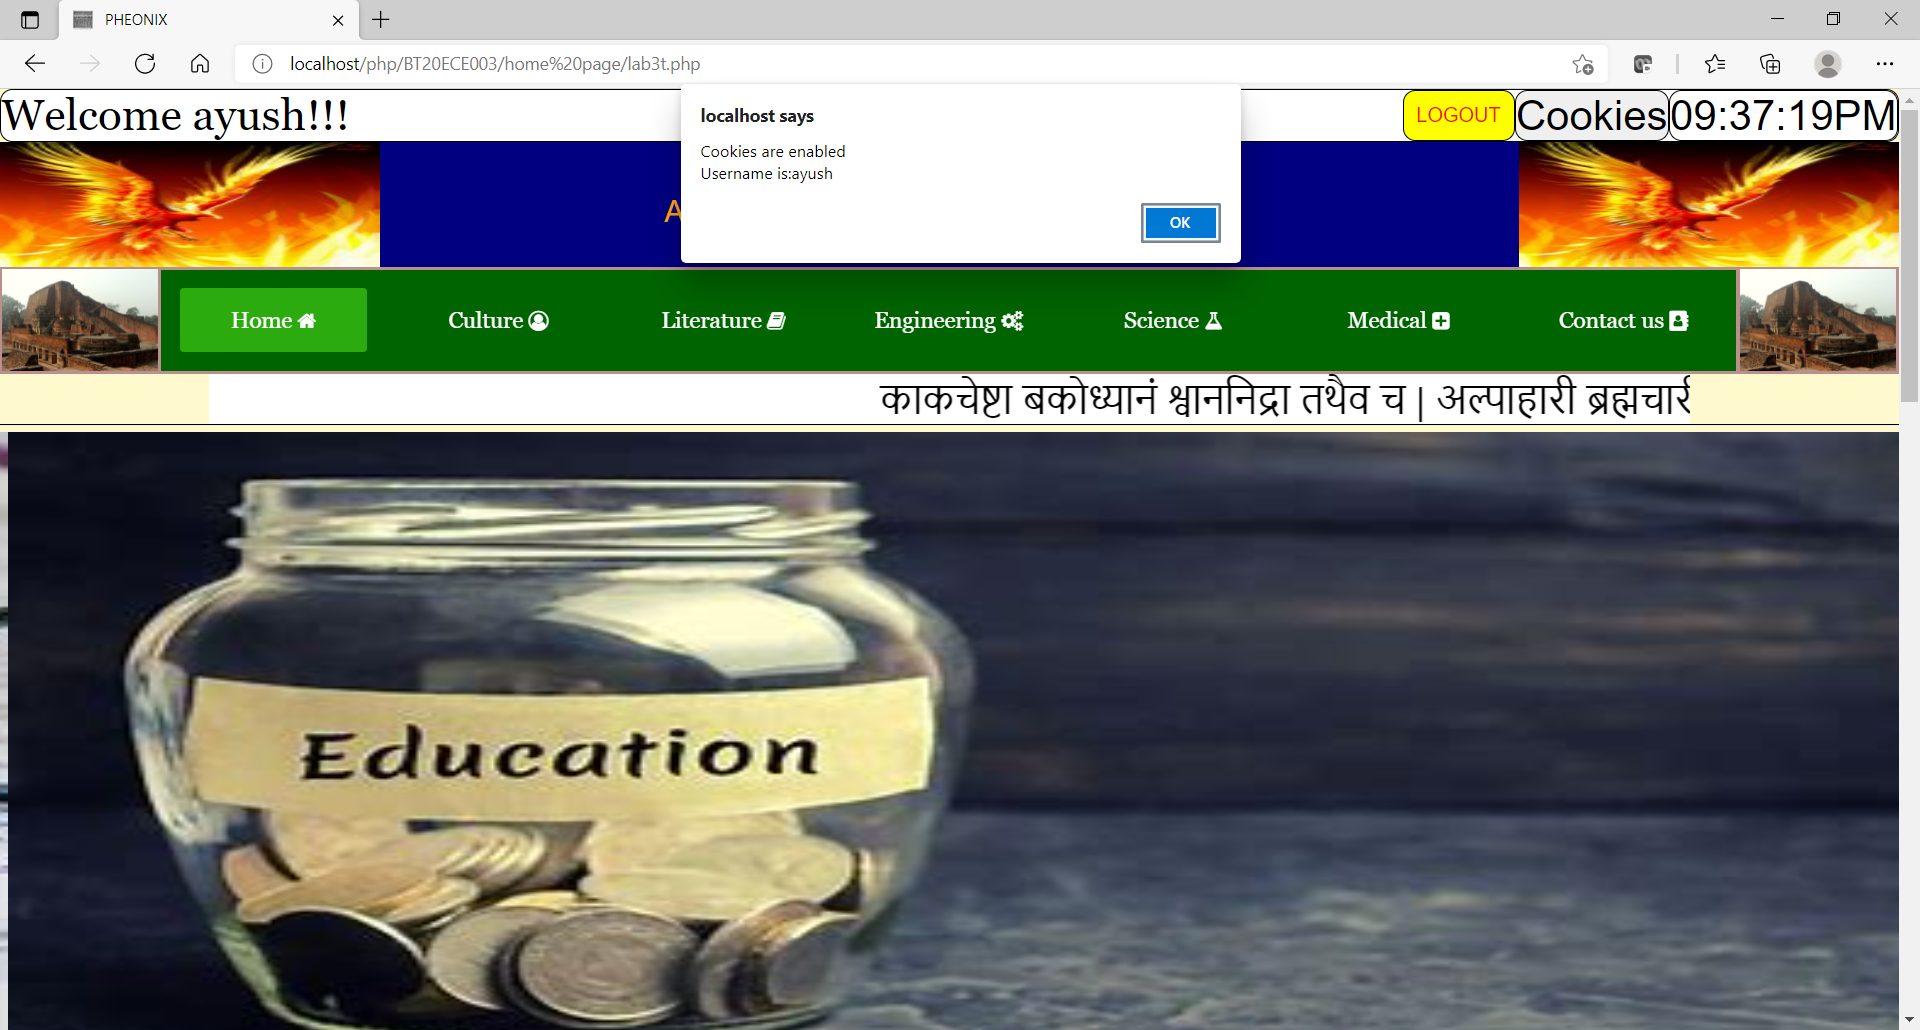 PHEONIX
localhost/php/BT20ECE003/home%20page/lab3t.php
Welcome ayush!!!
LOGOUT
Cookies
09:37:19PM
localhost says
Cookies are enabled
Username is:ayush
OK
A
Home
Culture
Literature
Engineering
Science
Medical
Contact us
काकचेष्टा बकोध्यानं श्वाननिद्रा तथैव च | अल्पाहारी ब्रह्मचारी
Education